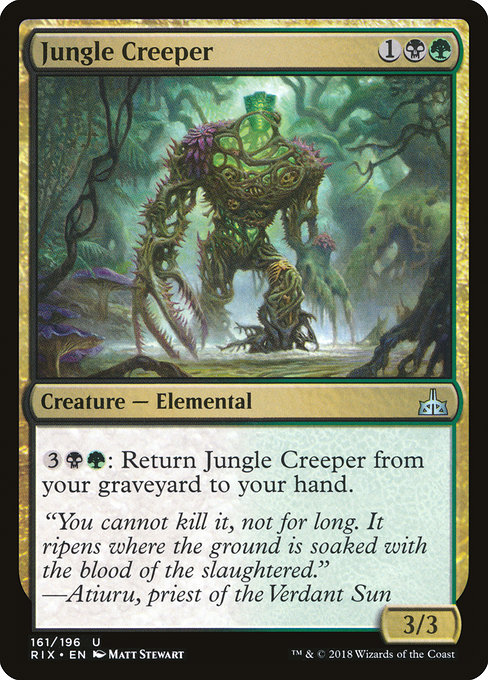 Jungle Creeper 1
Creature — Elemental
3: Return Jungle Creeper from
your graveyard to your hand.
“You cannot kill it, not for long. It
ripens where the ground is soaked with
the blood of the slaughtered.”
—Atiuru, priest of the Verdant Sun
3/3
161/196 U
RIX • EN Matt Stewart
™ & © 2018 Wizards of the Coast